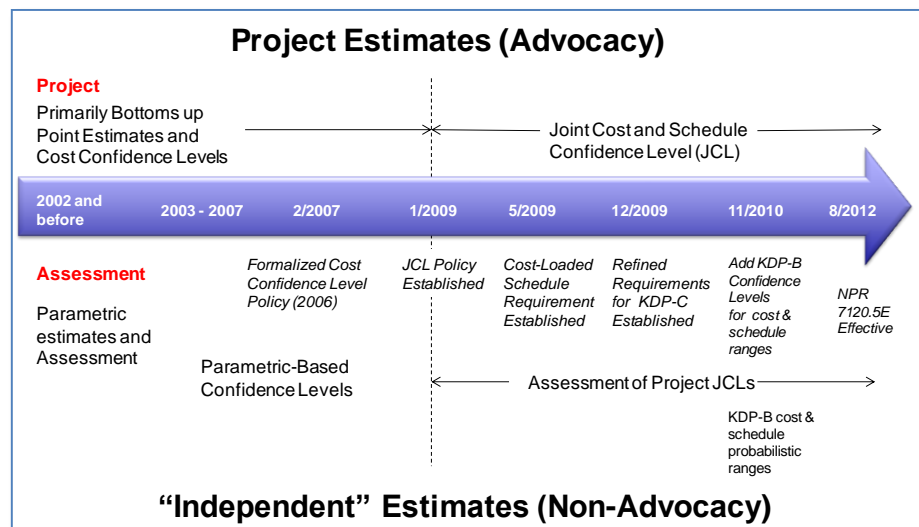 Project Estimates (Advocacy)
Project
Primarily Bottoms up
Point Estimates and
Cost Confidence Levels
Joint Cost and Schedule
Confidence Level (JCL)
2002 and
before
2003 - 2007
2/2007
1/2009
5/2009
12/2009
11/2010
8/2012
Assessment
Parametric
estimates and
Assessment
Formalized Cost
Confidence Level
Policy (2006)
JCL Policy
Established
Cost-Loaded
Schedule
Requirement
Established
Refined
Requirements
for KDP-C
Established
Add KDP-B
Confidence
Levels
for cost &
schedule
ranges
NPR
7120.5E
Effective
Parametric-Based
Confidence Levels
Assessment of Project JCLs
KDP-B cost &
schedule
probabilistic
ranges
“Independent” Estimates (Non-Advocacy)